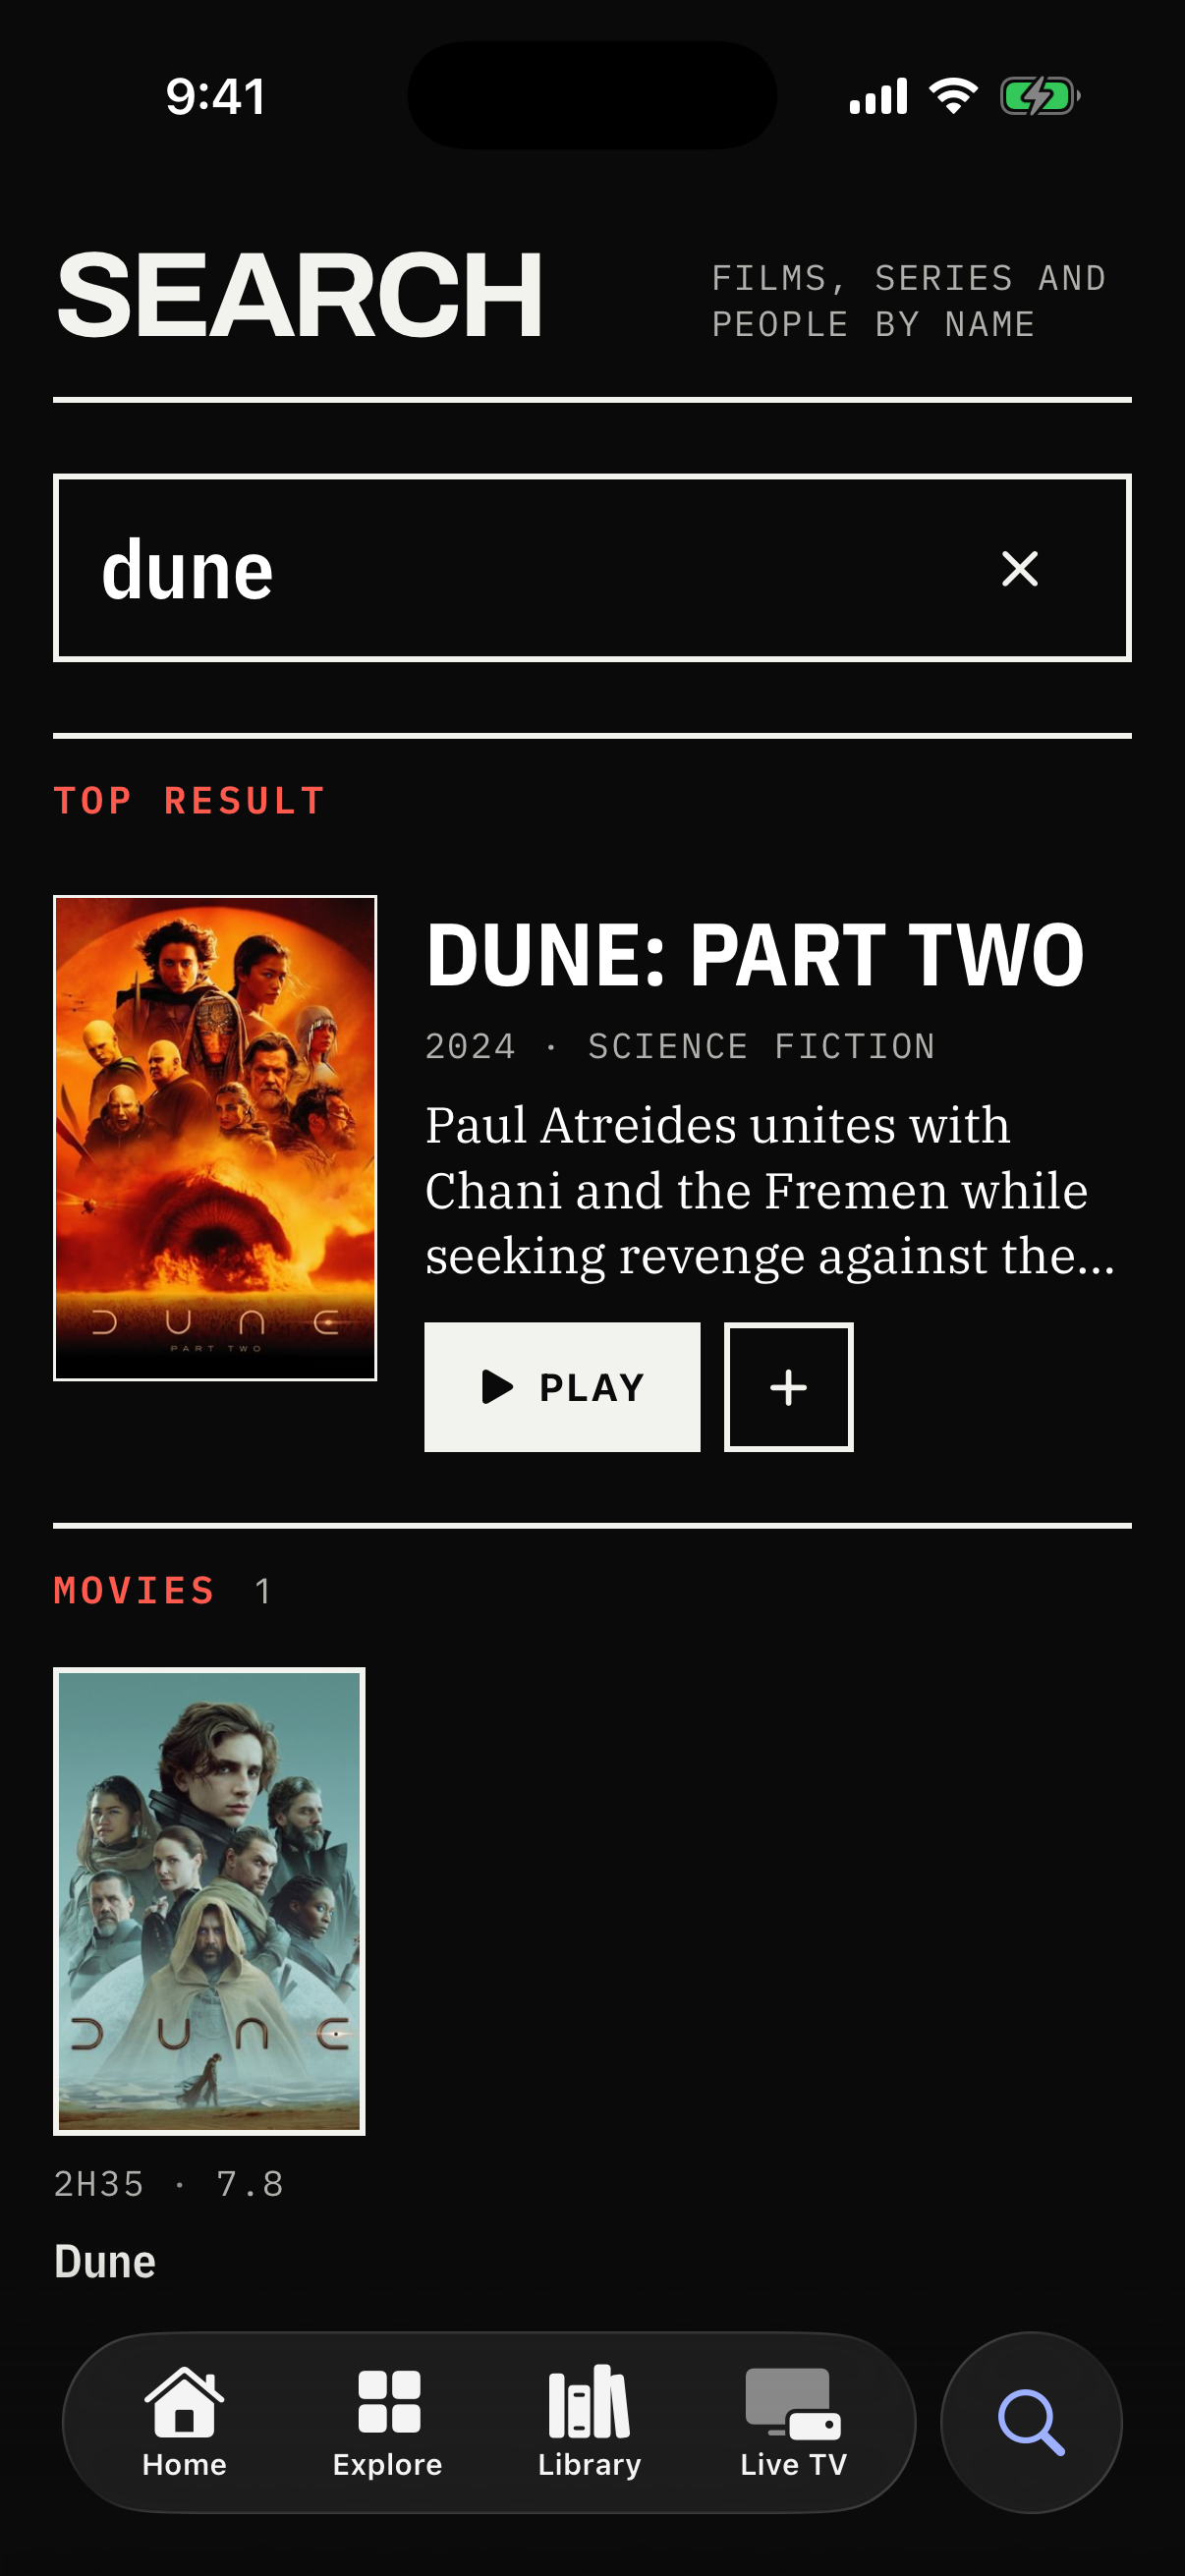 9:41
SEARCH
FILMS, SERIES AND
PEOPLE BY NAME
dune
TOP RESULT
DUNE
PART TWO
DUNE: PART TWO
2024 · SCIENCE FICTION
Paul Atreides unites with
Chani and the Fremen while
seeking revenge against the...
PLAY
MOVIES 1
DUNE
2H35 · 7.8
Dune
Home
Explore
Library
Live TV